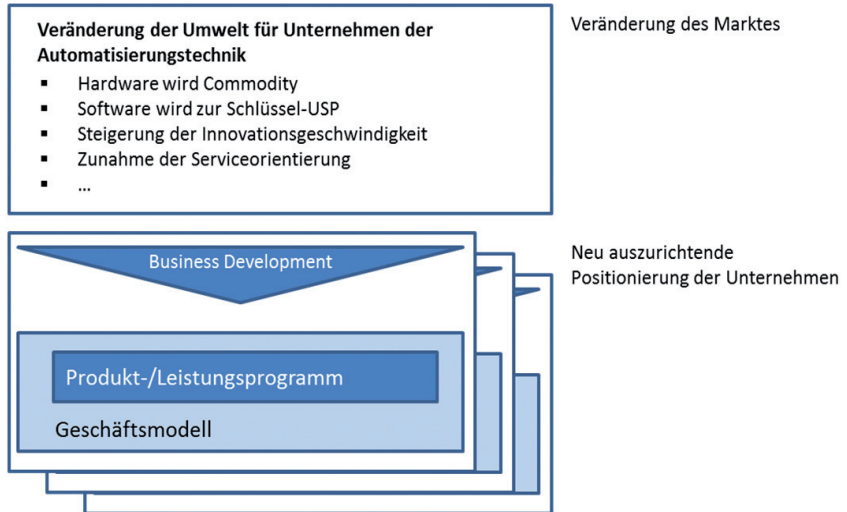 Veränderung der Umwelt für Unternehmen der
Automatisierungstechnik
▪ Hardware wird Commodity
▪ Software wird zur Schlüssel-USP
▪ Steigerung der Innovationsgeschwindigkeit
▪ Zunahme der Serviceorientierung
▪ ...
Veränderung des Marktes
Business Development
Produkt-/Leistungsprogramm
Geschäftsmodell
Neu auszurichtende
Positionierung der Unternehmen